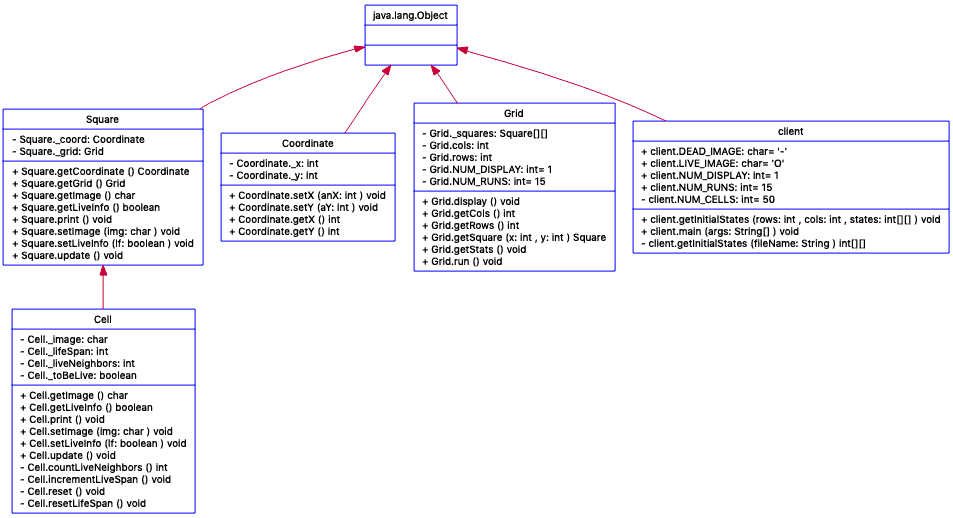 java.lang.Object
Square
- Square._coord: Coordinate
- Square._grid: Grid
+ Square.getCoordinate () Coordinate
+ Square.getGrid () Grid
+ Square.getImage () char
+ Square.getLiveInfo () boolean
+ Square.print () void
+ Square.setImage (img: char ) void
+ Square.setLiveInfo (lf: boolean ) void
+ Square.update () void
Coordinate
- Coordinate._x: int
- Coordinate._y: int
+ Coordinate.setX (anX: int ) void
+ Coordinate.setY (aY: int ) void
+ Coordinate.getX () int
+ Coordinate.getY () int
Grid
- Grid._squares: Square[][]
- Grid.cols: int
- Grid.rows: int
- Grid.NUM_DISPLAY: int= 1
- Grid.NUM_RUNS: int= 15
+ Grid.display () void
+ Grid.getCols () int
+ Grid.getRows () int
+ Grid.getSquare (x: int , y: int ) Square
+ Grid.getStats () void
+ Grid.run () void
client
+ client.DEAD_IMAGE: char= '-'
+ client.LIVE_IMAGE: char= 'O'
+ client.NUM_DISPLAY: int= 1
+ client.NUM_RUNS: int= 15
- client.NUM_CELLS: int= 50
+ client.getInitialStates (rows: int , cols: int , states: int[][] ) void
+ client.main (args: String[] ) void
- client.getInitialStates (fileName: String ) int[][]
Cell
- Cell._image: char
- Cell._lifeSpan: int
- Cell._liveNeighbors: int
- Cell._toBeLive: boolean
+ Cell.getImage () char
+ Cell.getLiveInfo () boolean
+ Cell.print () void
+ Cell.setImage (img: char ) void
+ Cell.setLiveInfo (lf: boolean ) void
+ Cell.update () void
- Cell.countLiveNeighbors () int
- Cell.incrementLiveSpan () void
- Cell.reset () void
- Cell.resetLifeSpan () void